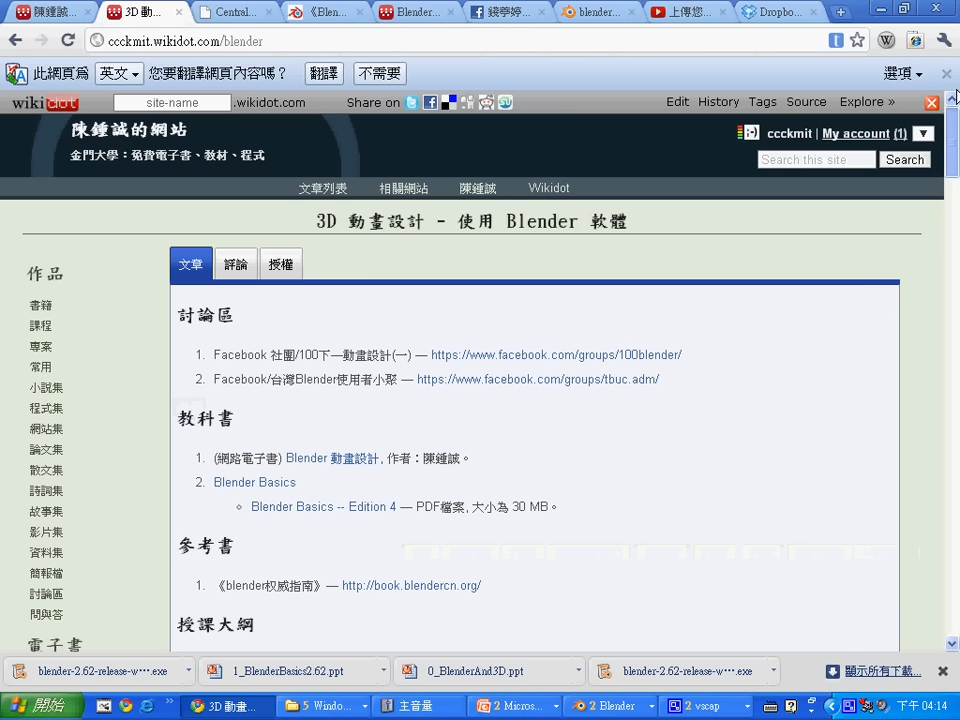 陳鍾誠...
3D 動...
Central...
《Blen...
Blender...
錢學婷...
blender...
上傳您...
Dropbo...
ccckmit.wikidot.com/blender
此網頁為 英文 您要翻譯網頁內容嗎？ 翻譯 不需要 選項
wikidot site-name .wikidot.com Share on Edit History Tags Source Explore »
陳鍾誠的網站
金門大學：免費電子書、教材、程式
ccckmit | My account (1)
Search this site Search
文章列表 相關網站 陳鍾誠 Wikidot
3D 動畫設計 - 使用 Blender 軟體
作品
書籍
課程
專案
常用
小說集
程式集
網站集
論文集
散文集
詩詞集
故事集
影片集
資料集
簡報檔
討論區
問與答
電子書
文章 評論 授權
討論區
1. Facebook 社團/100下—動畫設計(一) — https://www.facebook.com/groups/100blender/
2. Facebook/台灣Blender使用者小聚 — https://www.facebook.com/groups/tbuc.adm/
教科書
1. (網路電子書) Blender 動畫設計, 作者：陳鍾誠。
2. Blender Basics
Blender Basics -- Edition 4 — PDF檔案, 大小為 30 MB。
參考書
1. 《blender权威指南》— http://book.blendercn.org/
授課大綱
blender-2.62-release-w....exe
1_BlenderBasics2.62.ppt
0_BlenderAnd3D.ppt
blender-2.62-release-w....exe
顯示所有下載...
開始
3D 動畫...
5 Windo...
主音量
2 Micros...
2 Blender
2 vscap
下午 04:14